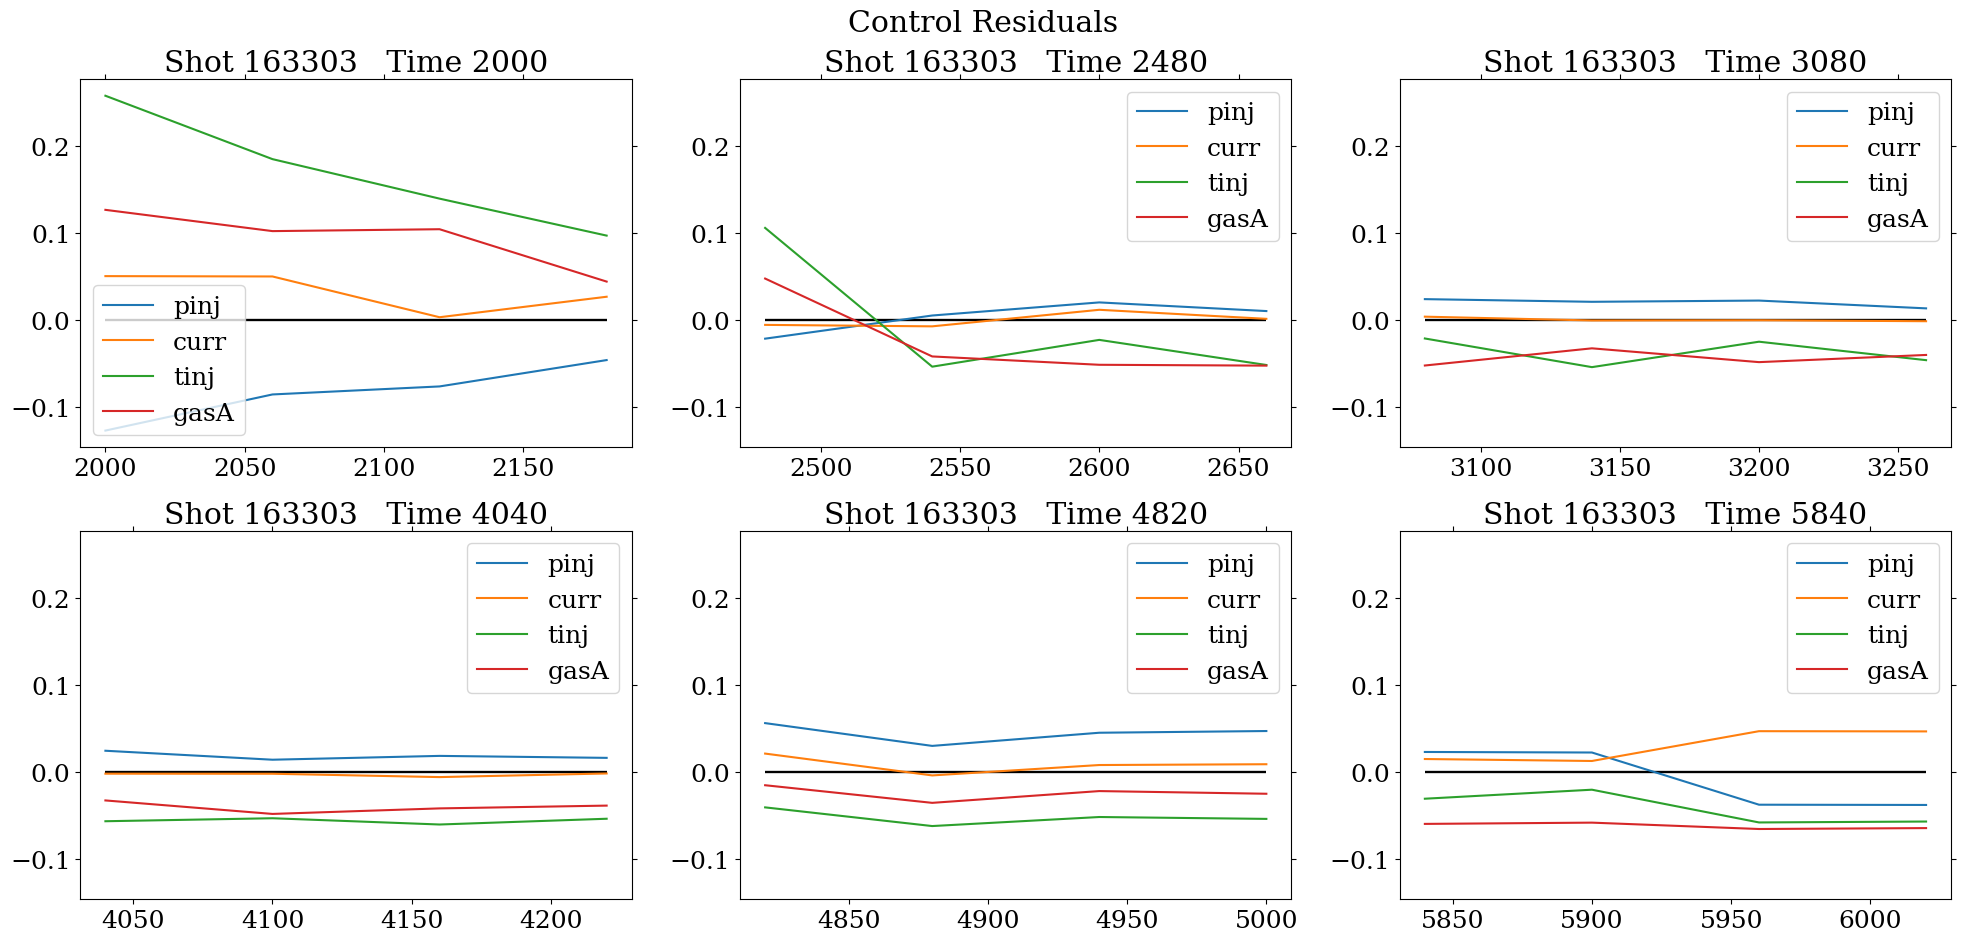 Control Residuals
Shot 163303   Time 2000
Shot 163303   Time 2480
Shot 163303   Time 3080
0.2
0.1
0.0
−0.1
pinj
curr
tinj
gasA
2000 2050 2100 2150
0.2
0.1
0.0
−0.1
pinj
curr
tinj
gasA
2500 2550 2600 2650
0.2
0.1
0.0
−0.1
pinj
curr
tinj
gasA
3100 3150 3200 3250
Shot 163303   Time 4040
Shot 163303   Time 4820
Shot 163303   Time 5840
0.2
0.1
0.0
−0.1
pinj
curr
tinj
gasA
4050 4100 4150 4200
0.2
0.1
0.0
−0.1
pinj
curr
tinj
gasA
4850 4900 4950 5000
0.2
0.1
0.0
−0.1
pinj
curr
tinj
gasA
5850 5900 5950 6000